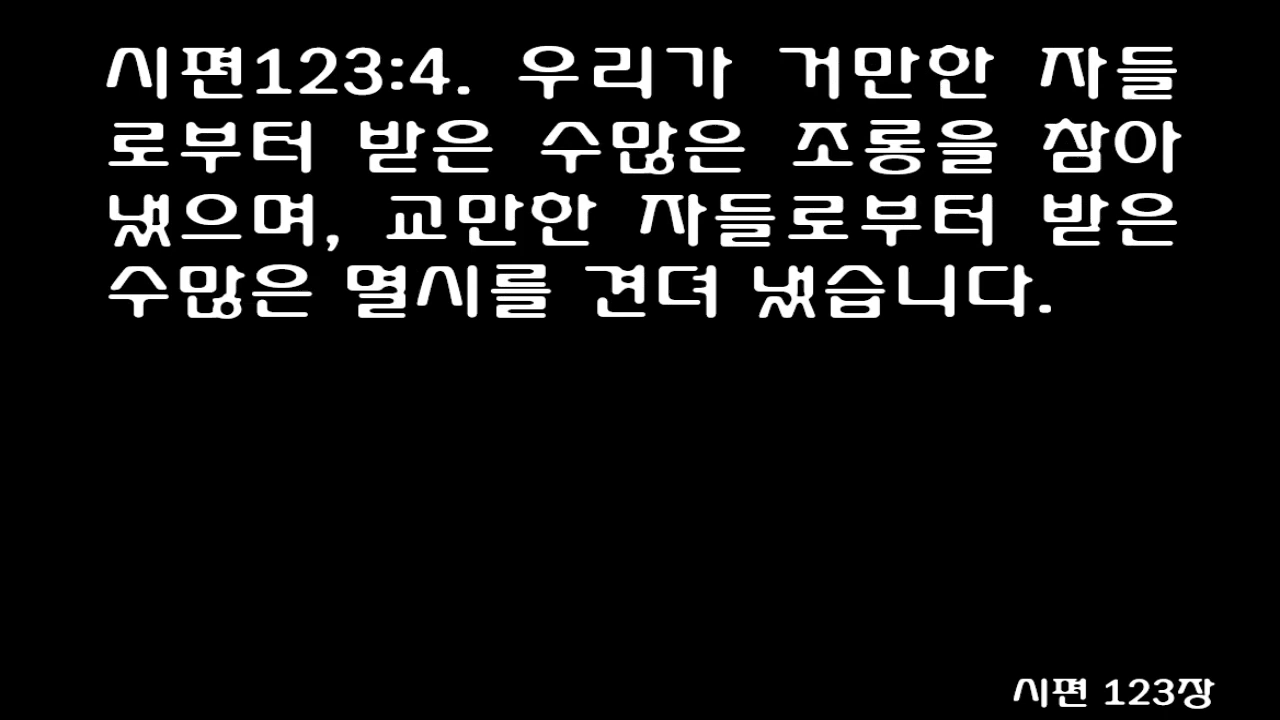 시편123:4. 우리가 거만한 자들
로부터 받은 수많은 조롱을 참아
냈으며, 교만한 자들로부터 받은
수많은 멸시를 견뎌 냈습니다.
시편 123장